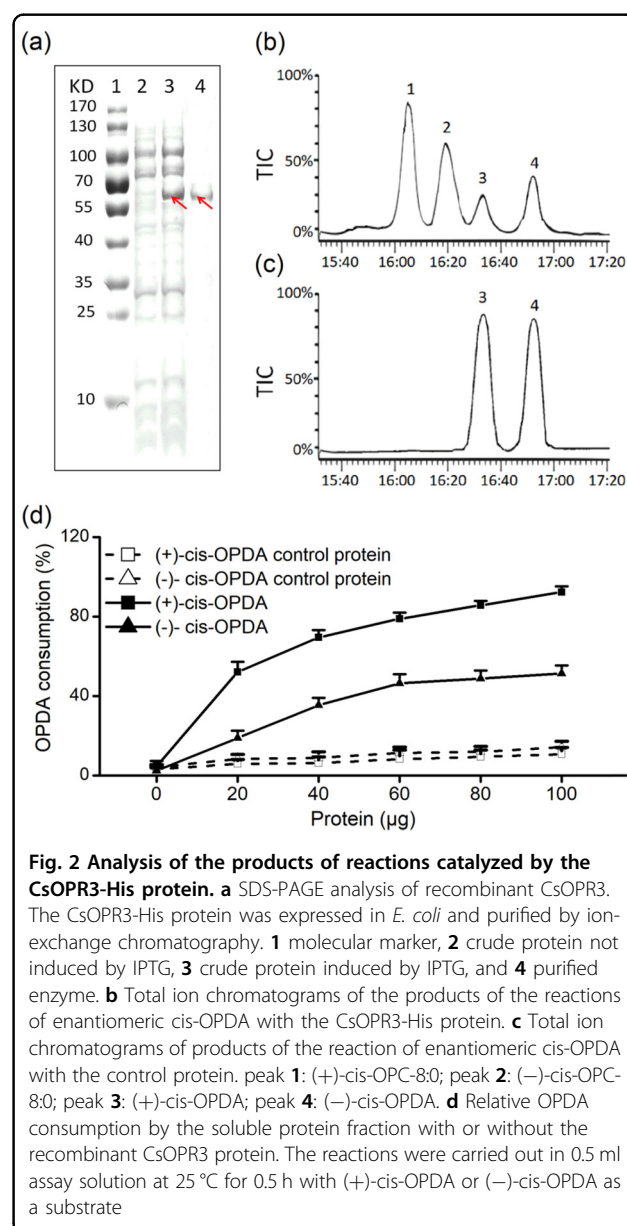 (a)
KD 1 2 3 4
170
130
100
70
55
40
35
25
10
(b)
100%
TIC
50%
0%
1
2
3
4
15:40 16:00 16:20 16:40 17:00 17:20
(c)
100%
TIC
50%
0%
3
4
15:40 16:00 16:20 16:40 17:00 17:20
(d)
OPDA consumption (%)
120
80
40
0
(+)-cis-OPDA control protein
(-)- cis-OPDA control protein
(+)-cis-OPDA
(-)- cis-OPDA
0 20 40 60 80 100
Protein (µg)
Fig. 2 Analysis of the products of reactions catalyzed by the
CsOPR3-His protein. a SDS-PAGE analysis of recombinant CsOPR3.
The CsOPR3-His protein was expressed in E. coli and purified by ion-
exchange chromatography. 1 molecular marker, 2 crude protein not
induced by IPTG, 3 crude protein induced by IPTG, and 4 purified
enzyme. b Total ion chromatograms of the products of the reactions
of enantiomeric cis-OPDA with the CsOPR3-His protein. c Total ion
chromatograms of products of the reaction of enantiomeric cis-OPDA
with the control protein. peak 1: (+)-cis-OPC-8:0; peak 2: (−)-cis-OPC-
8:0; peak 3: (+)-cis-OPDA; peak 4: (−)-cis-OPDA. d Relative OPDA
consumption by the soluble protein fraction with or without the
recombinant CsOPR3 protein. The reactions were carried out in 0.5 ml
assay solution at 25 °C for 0.5 h with (+)-cis-OPDA or (−)-cis-OPDA as
a substrate